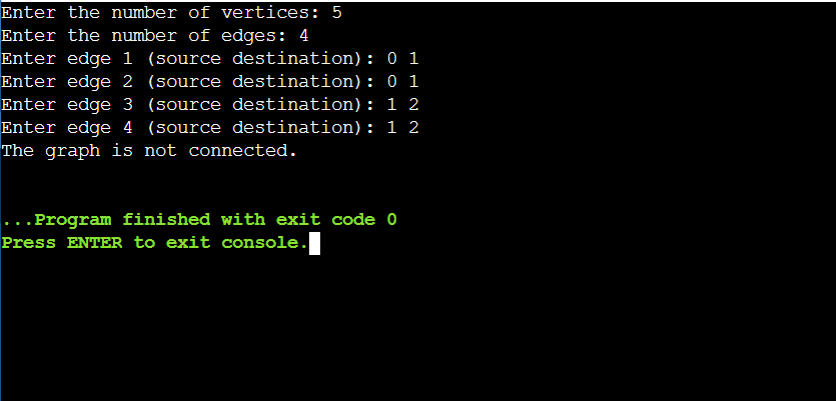 Enter the number of vertices: 5
Enter the number of edges: 4
Enter edge 1 (source destination): 0 1
Enter edge 2 (source destination): 0 1
Enter edge 3 (source destination): 1 2
Enter edge 4 (source destination): 1 2
The graph is not connected.
...Program finished with exit code 0
Press ENTER to exit console.